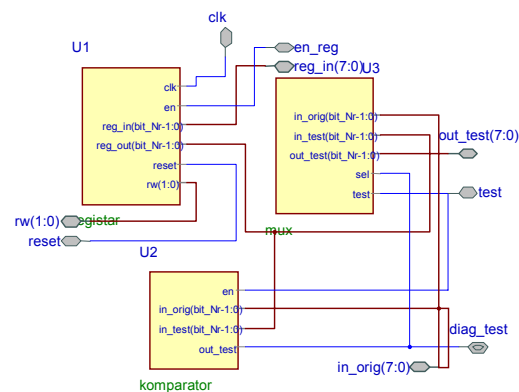 clk
U1
en_reg
reg_in(7:0)
U3
clk
en
reg_in(bit_Nr-1:0)
reg_out(bit_Nr-1:0)
reset
rw(1:0)
in_orig(bit_Nr-1:0)
in_test(bit_Nr-1:0)
out_test(bit_Nr-1:0)
sel
test
out_test(7:0)
test
rw(1:0)
egistar
reset
mux
U2
en
in_orig(bit_Nr-1:0)
in_test(bit_Nr-1:0)
out_test
diag_test
in_orig(7:0)
komparator